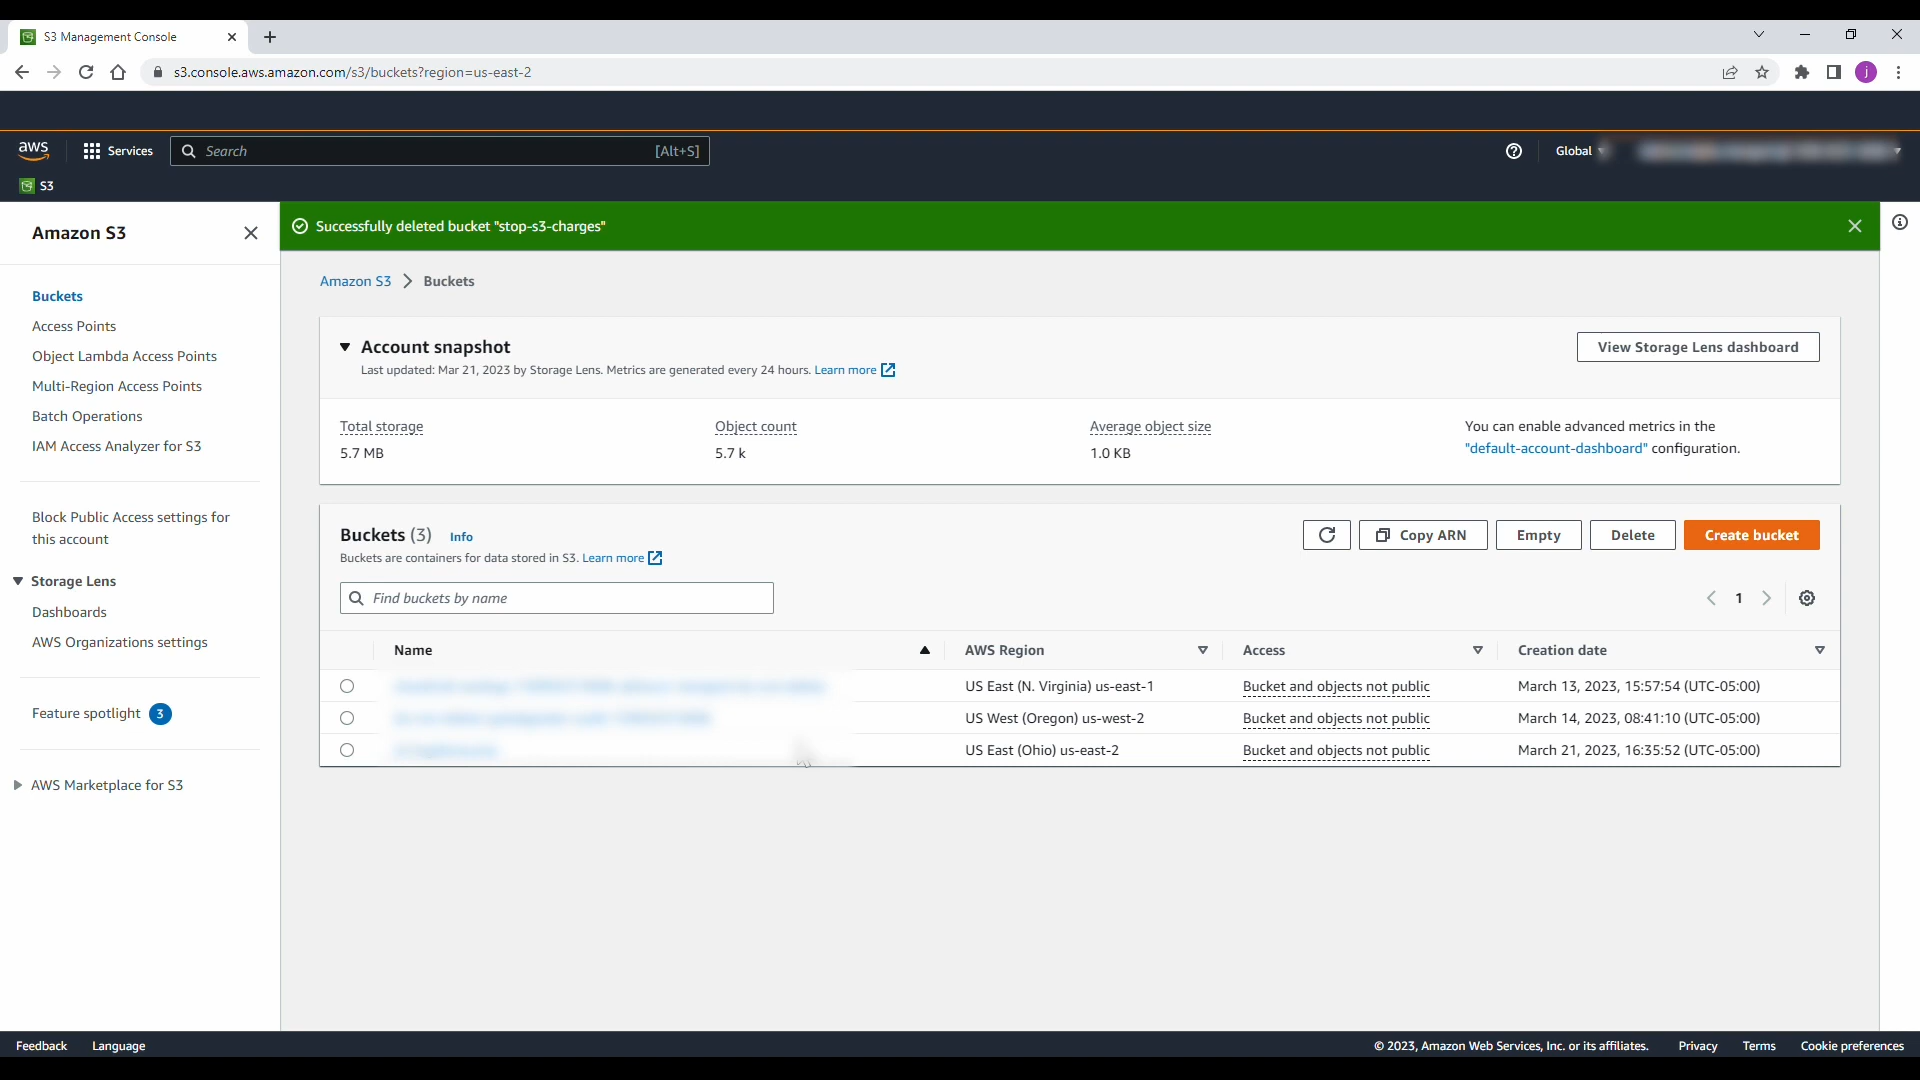 S3 Management Console
s3.console.aws.amazon.com/s3/buckets?region=us-east-2
j
aws
Services
Search
[Alt+S]
Global
S3
Amazon S3
Buckets
Access Points
Object Lambda Access Points
Multi-Region Access Points
Batch Operations
IAM Access Analyzer for S3
Block Public Access settings for
this account
Storage Lens
Dashboards
AWS Organizations settings
Feature spotlight 3
AWS Marketplace for S3
Successfully deleted bucket "stop-s3-charges"
Amazon S3 > Buckets
Account snapshot
View Storage Lens dashboard
Last updated: Mar 21, 2023 by Storage Lens. Metrics are generated every 24 hours. Learn more
Total storage
5.7 MB
Object count
5.7 k
Average object size
1.0 KB
You can enable advanced metrics in the
"default-account-dashboard" configuration.
Buckets (3) Info
Copy ARN
Empty
Delete
Create bucket
Buckets are containers for data stored in S3. Learn more
Find buckets by name
1
Name AWS Region Access Creation date
US East (N. Virginia) us-east-1 Bucket and objects not public March 13, 2023, 15:57:54 (UTC-05:00)
US West (Oregon) us-west-2 Bucket and objects not public March 14, 2023, 08:41:10 (UTC-05:00)
US East (Ohio) us-east-2 Bucket and objects not public March 21, 2023, 16:35:52 (UTC-05:00)
Feedback Language
© 2023, Amazon Web Services, Inc. or its affiliates. Privacy Terms Cookie preferences